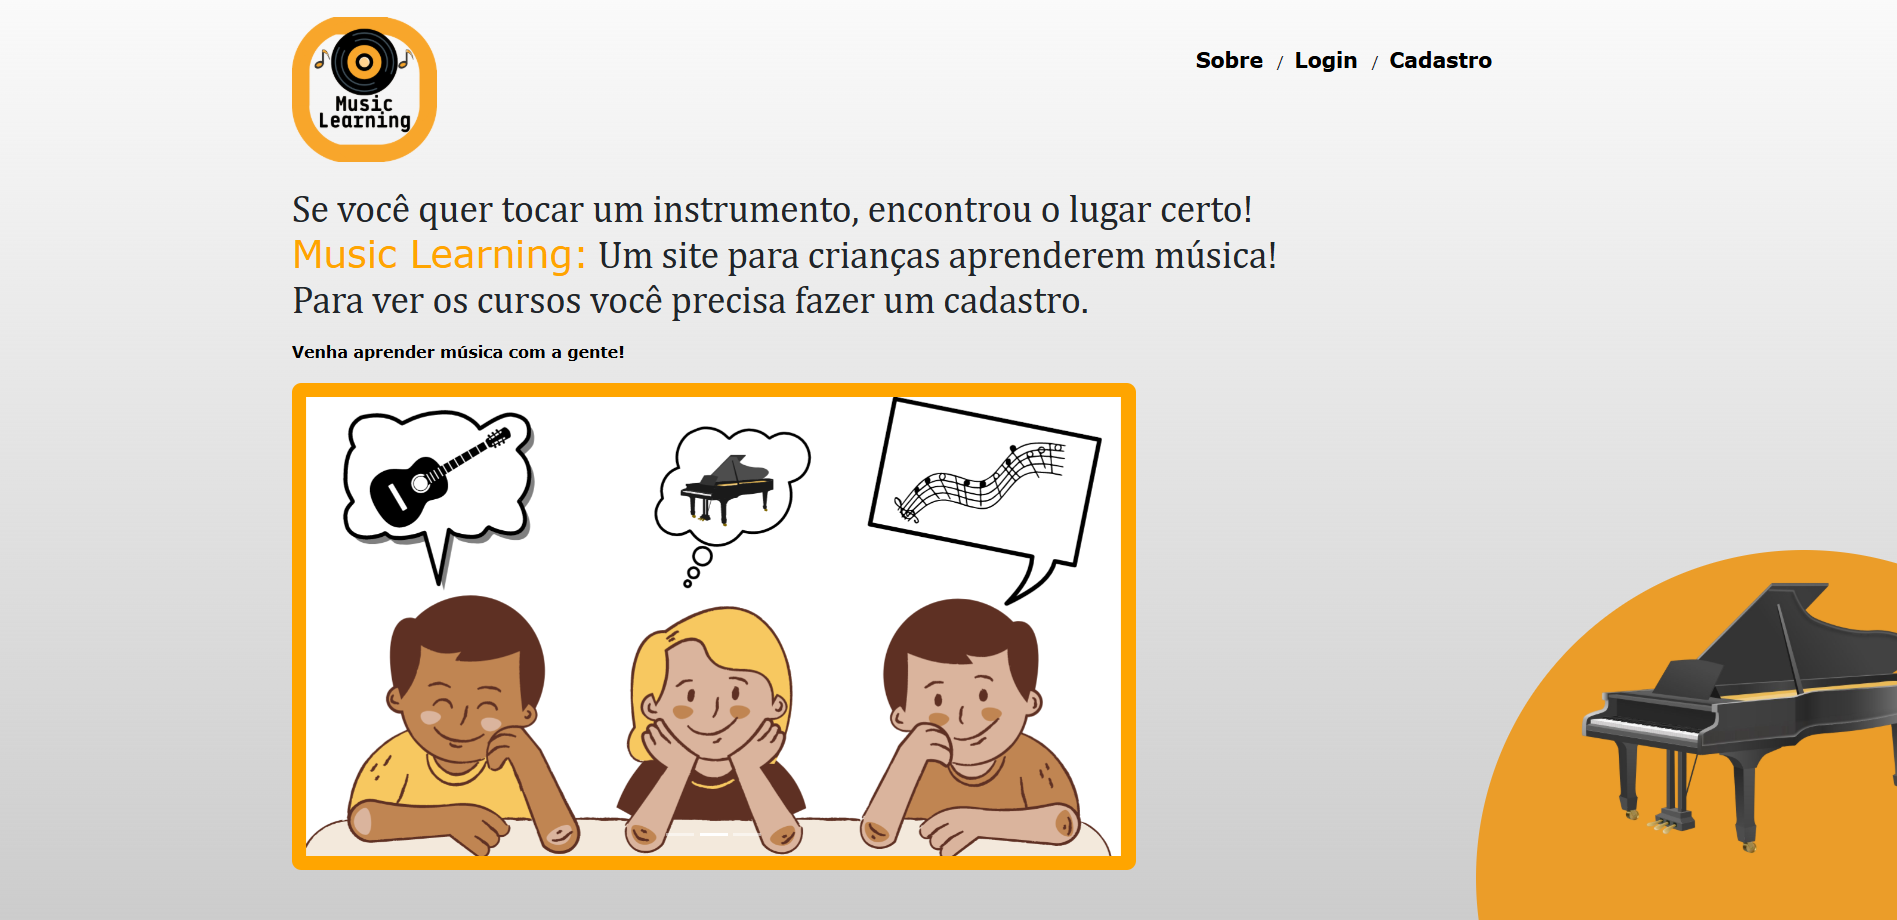 Music
Learning
Sobre / Login / Cadastro
Se você quer tocar um instrumento, encontrou o lugar certo!
Music Learning: Um site para crianças aprenderem música!
Para ver os cursos você precisa fazer um cadastro.
Venha aprender música com a gente!